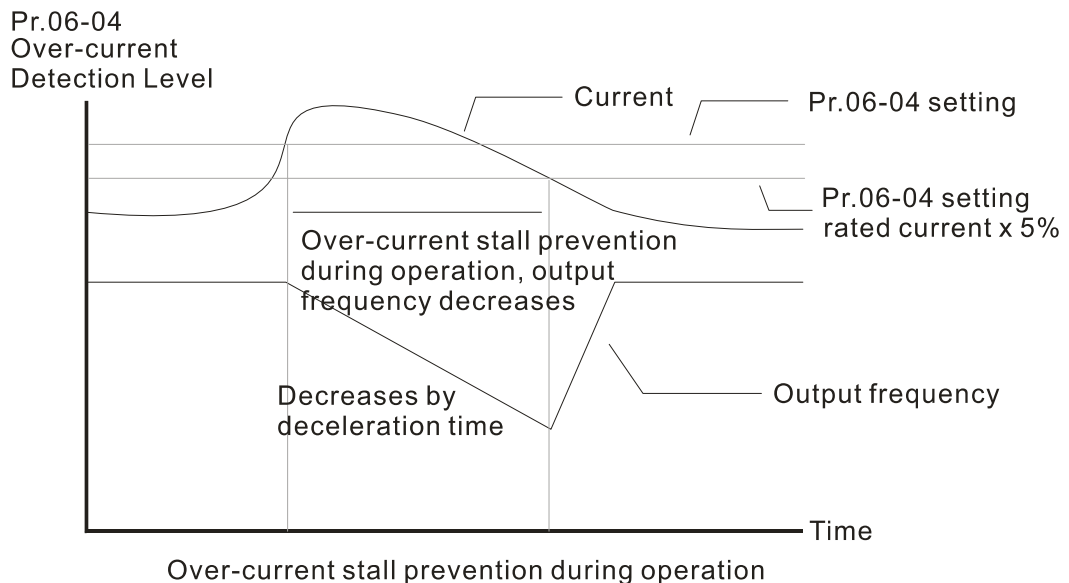 Pr.06-04
Over-current
Detection Level
Current
Pr.06-04 setting
Pr.06-04 setting
rated current x 5%
Over-current stall prevention
during operation, output
frequency decreases
Decreases by
deceleration time
Output frequency
Time
Over-current stall prevention during operation